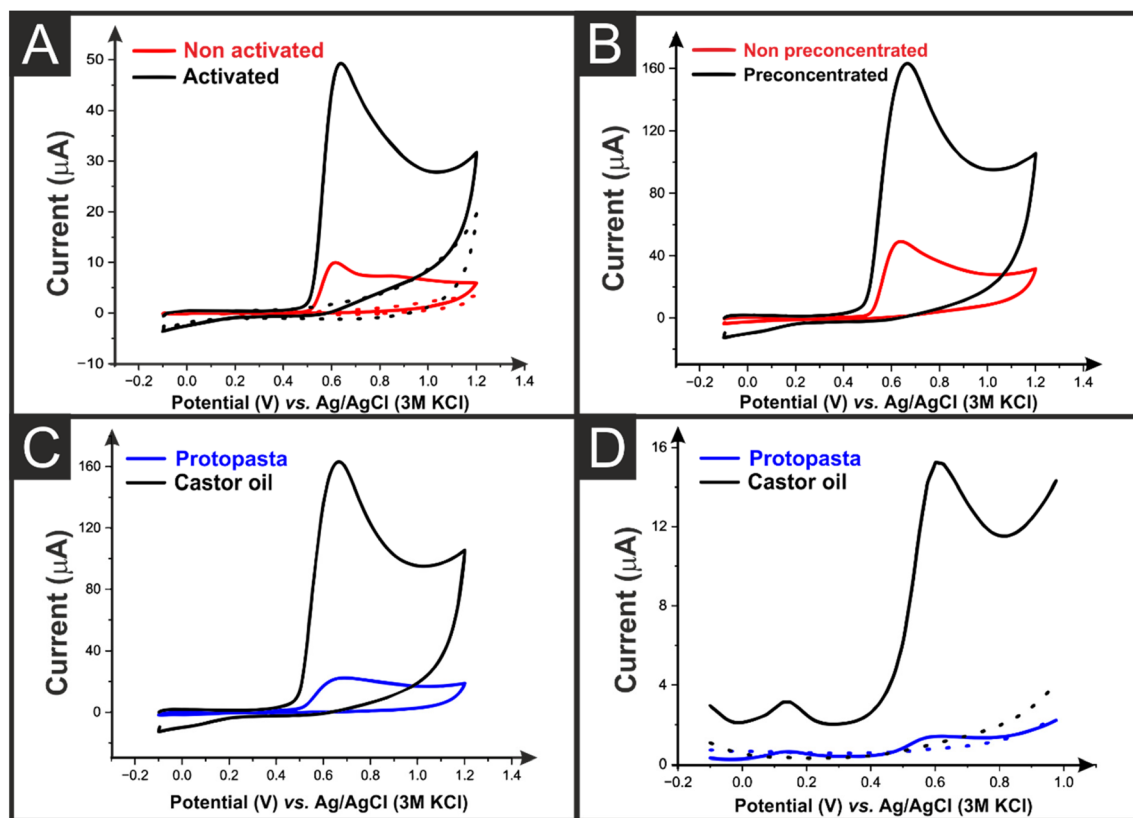 A
Non activated
Activated
50
40
30
20
10
0
−10
−0.2 0.0 0.2 0.4 0.6 0.8 1.0 1.2 1.4
Current (μA)
Potential (V) vs. Ag/AgCl (3M KCl)
B
Non preconcentrated
Preconcentrated
160
120
80
40
0
−0.2 0.0 0.2 0.4 0.6 0.8 1.0 1.2 1.4
Current (μA)
Potential (V) vs. Ag/AgCl (3M KCl)
C
Protopasta
Castor oil
160
120
80
40
0
−0.2 0.0 0.2 0.4 0.6 0.8 1.0 1.2 1.4
Current (μA)
Potential (V) vs. Ag/AgCl (3M KCl)
D
Protopasta
Castor oil
16
12
8
4
0
−0.2 0.0 0.2 0.4 0.6 0.8 1.0
Current (μA)
Potential (V) vs. Ag/AgCl (3M KCl)